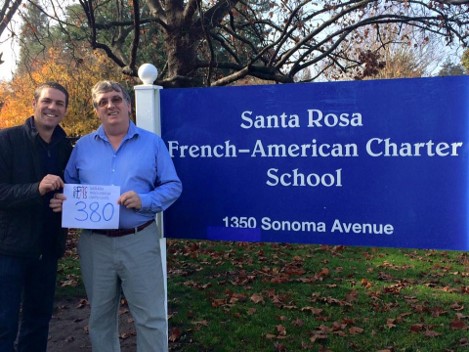 Santa Rosa
French-American Charter
School
1350 Sonoma Avenue
380